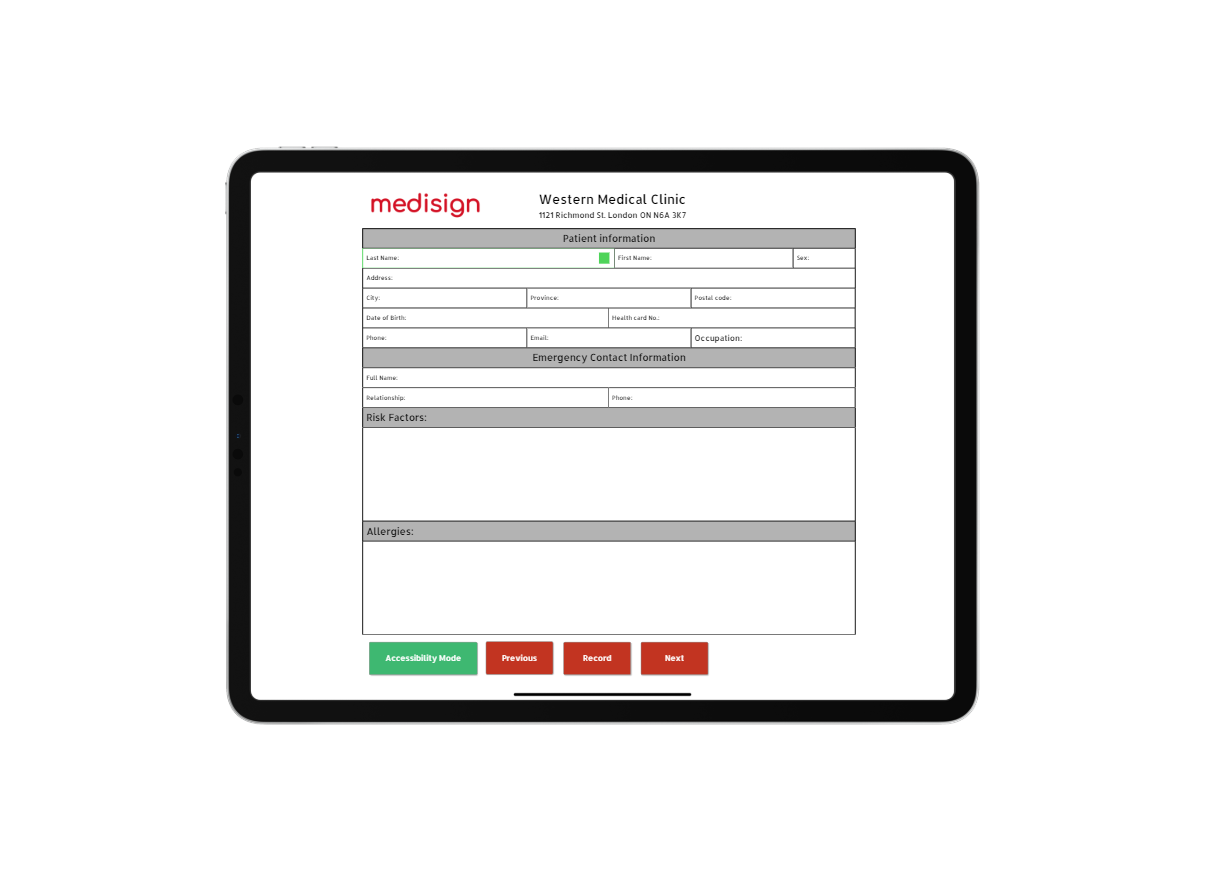 medisign
Western Medical Clinic
1121 Richmond St. London ON N6A 3K7
Patient information
Last Name: First Name: Sex:
Address:
City: Province: Postal code:
Date of Birth: Health card No.:
Phone: Email: Occupation:
Emergency Contact Information
Full Name:
Relationship: Phone:
Risk Factors:
Allergies:
Accessibility Mode Previous Record Next